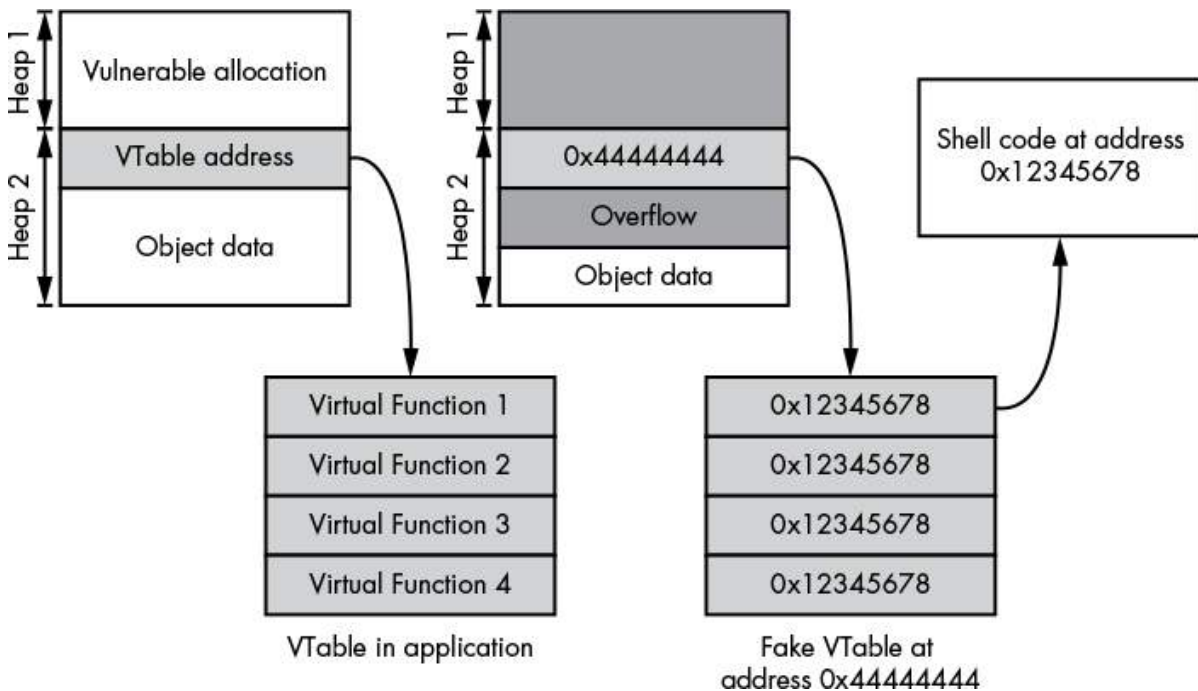 Heap 1
Vulnerable allocation
Heap 2
VTable address
Object data
Virtual Function 1
Virtual Function 2
Virtual Function 3
Virtual Function 4
VTable in application
Heap 1
Heap 2
0x44444444
Overflow
Object data
0x12345678
0x12345678
0x12345678
0x12345678
Fake VTable at
address 0x44444444
Shell code at address
0x12345678